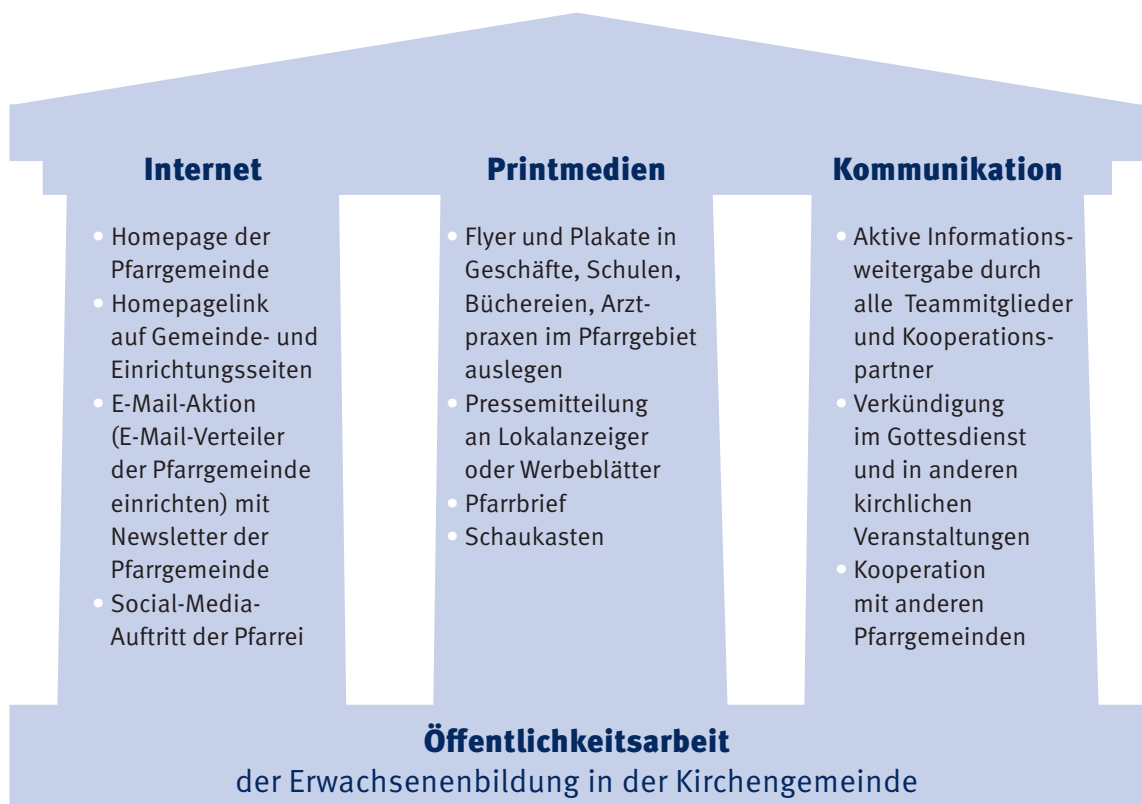 Internet
• Homepage der
Pfarrgemeinde
• Homepagelink
auf Gemeinde- und
Einrichtungsseiten
• E-Mail-Aktion
(E-Mail-Verteiler
der Pfarrgemeinde
einrichten) mit
Newsletter der
Pfarrgemeinde
• Social-Media-
Auftritt der Pfarrei
Printmedien
• Flyer und Plakate in
Geschäfte, Schulen,
Büchereien, Arzt-
praxen im Pfarrgebiet
auslegen
• Pressemitteilung
an Lokalanzeiger
oder Werbeblätter
• Pfarrbrief
• Schaukasten
Kommunikation
• Aktive Informations-
weitergabe durch
alle Teammitglieder
und Kooperations-
partner
• Verkündigung
im Gottesdienst
und in anderen
kirchlichen
Veranstaltungen
• Kooperation
mit anderen
Pfarrgemeinden
Öffentlichkeitsarbeit
der Erwachsenenbildung in der Kirchengemeinde